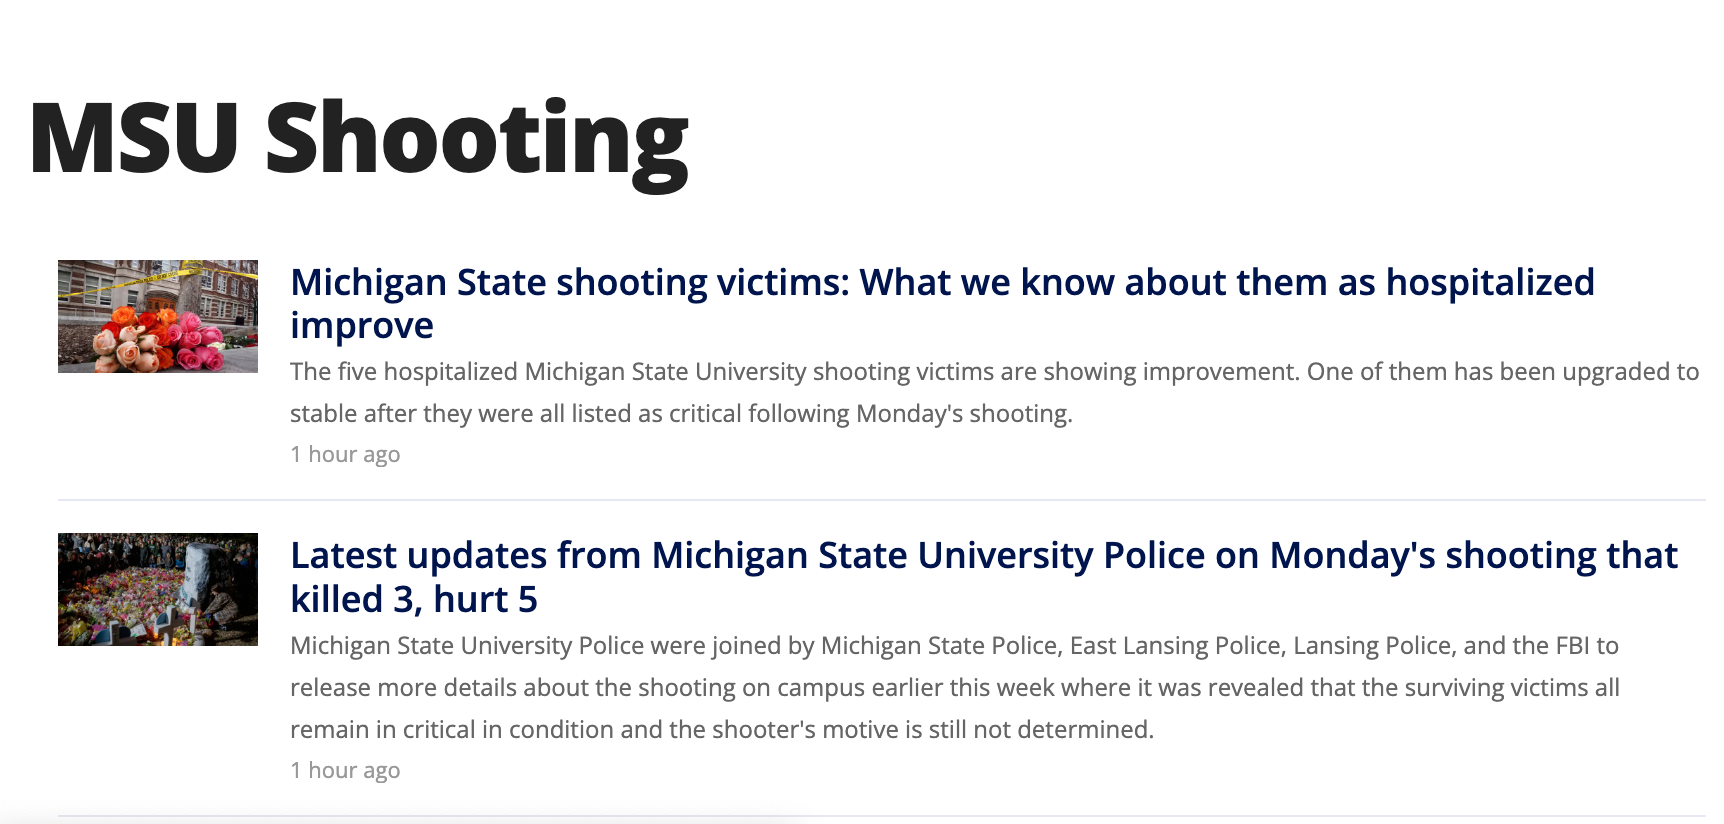 MSU Shooting
Michigan State shooting victims: What we know about them as hospitalized
improve
The five hospitalized Michigan State University shooting victims are showing improvement. One of them has been upgraded to
stable after they were all listed as critical following Monday's shooting.
1 hour ago
Latest updates from Michigan State University Police on Monday's shooting that
killed 3, hurt 5
Michigan State University Police were joined by Michigan State Police, East Lansing Police, Lansing Police, and the FBI to
release more details about the shooting on campus earlier this week where it was revealed that the surviving victims all
remain in critical in condition and the shooter's motive is still not determined.
1 hour ago